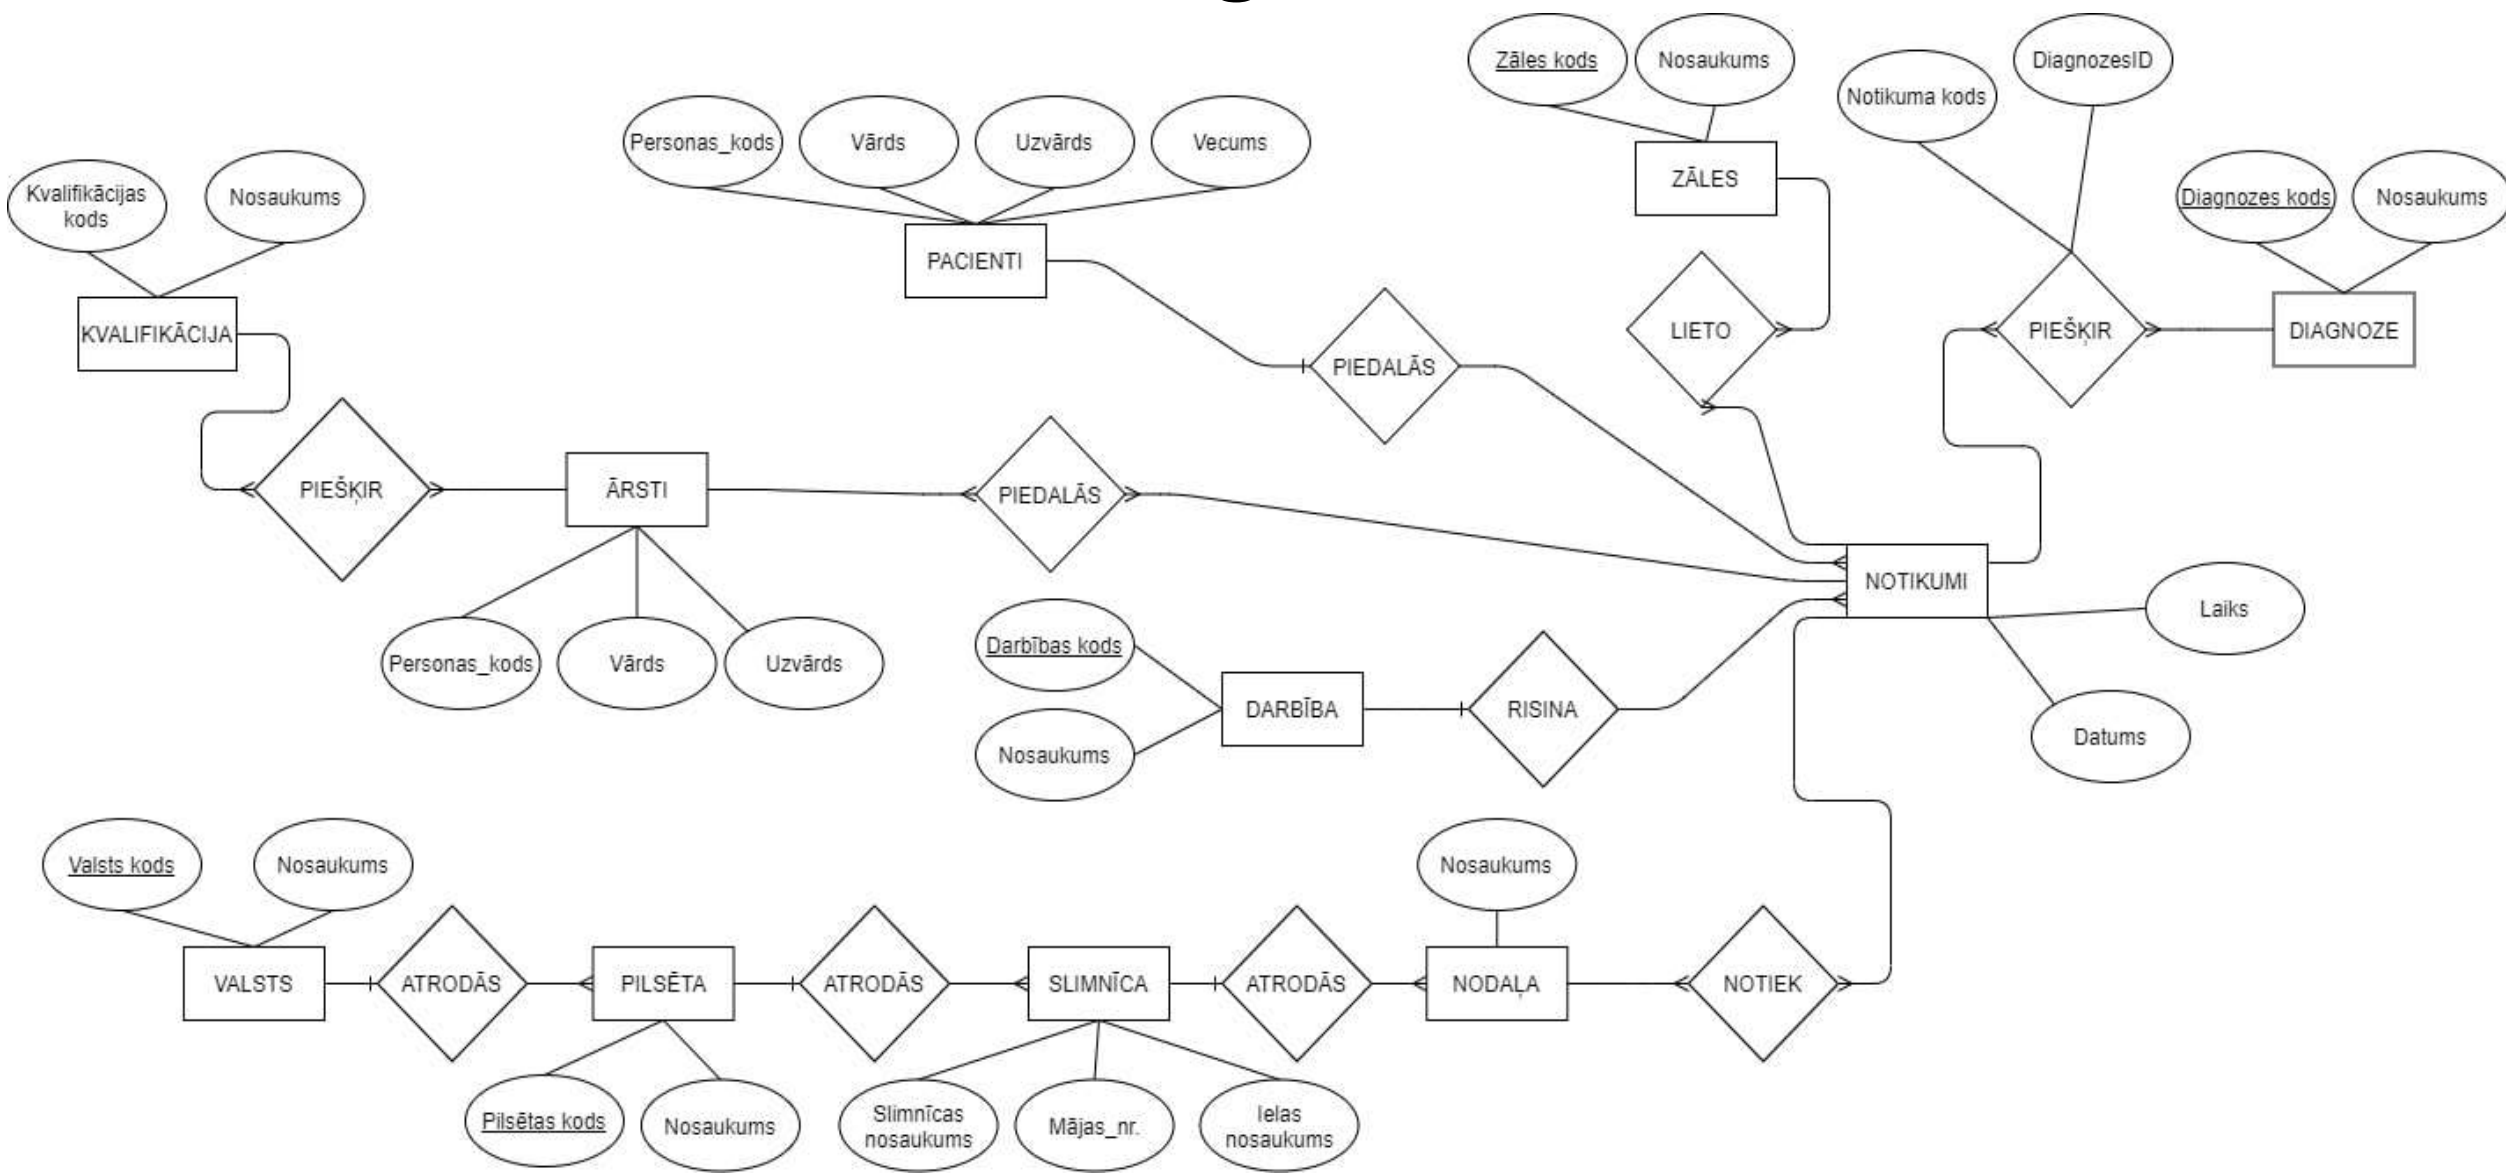 Zāles kods
Nosaukums
DiagnozesID
Notikuma kods
Personas_kods
Vārds
Uzvārds
Vecums
ZĀLES
Kvalifikācijas
kods
Nosaukums
Diagnozes kods
Nosaukums
PACIENTI
KVALIFIKĀCIJA
LIETO
PIEŠĶIR
DIAGNOZE
PIEDALĀS
PIEŠĶIR
ĀRSTI
PIEDALĀS
NOTIKUMI
Laiks
Darbības kods
Personas_kods
Vārds
Uzvārds
DARBĪBA
RISINA
Datums
Nosaukums
Valsts kods
Nosaukums
Nosaukums
VALSTS
ATRODĀS
PILSĒTA
ATRODĀS
SLIMNĪCA
ATRODĀS
NODAĻA
NOTIEK
Pilsētas kods
Nosaukums
Slimnīcas
nosaukums
Mājas_nr.
Ielas
nosaukums